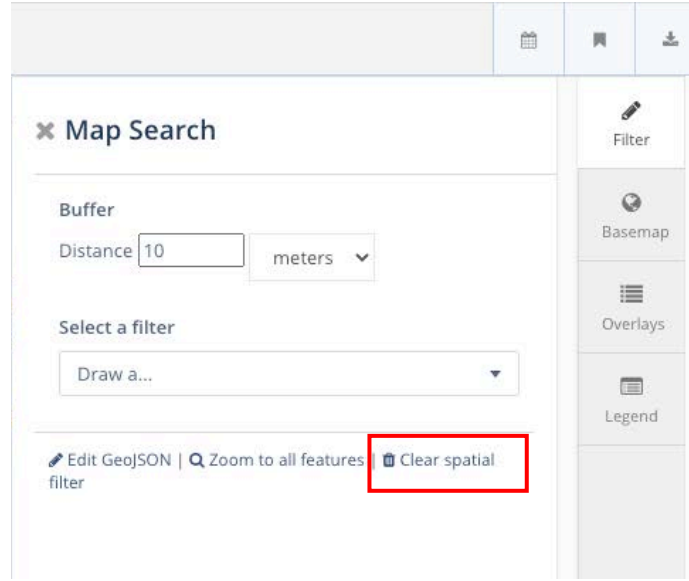 Map Search
Filter
Buffer
Distance 10 meters
Basemap
Select a filter
Overlays
Draw a...
Legend
Edit GeoJSON | Zoom to all features | Clear spatial
filter